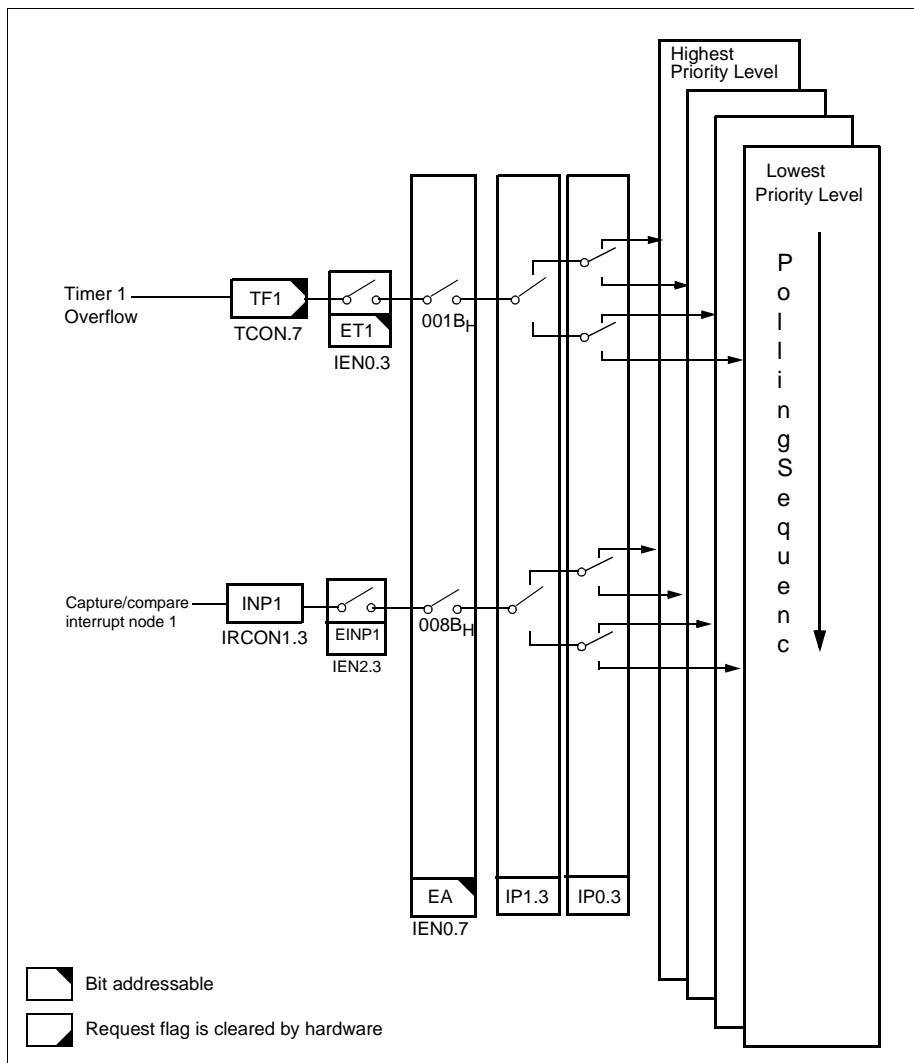 Highest
Priority Level
Lowest
Priority Level
PollingSequenc
Timer 1
Overflow
TF1
TCON.7
ET1
IEN0.3
001BH
Capture/compare
interrupt node 1
INP1
IRCON1.3
EINP1
IEN2.3
008BH
EA
IEN0.7
IP1.3
IP0.3
Bit addressable
Request flag is cleared by hardware